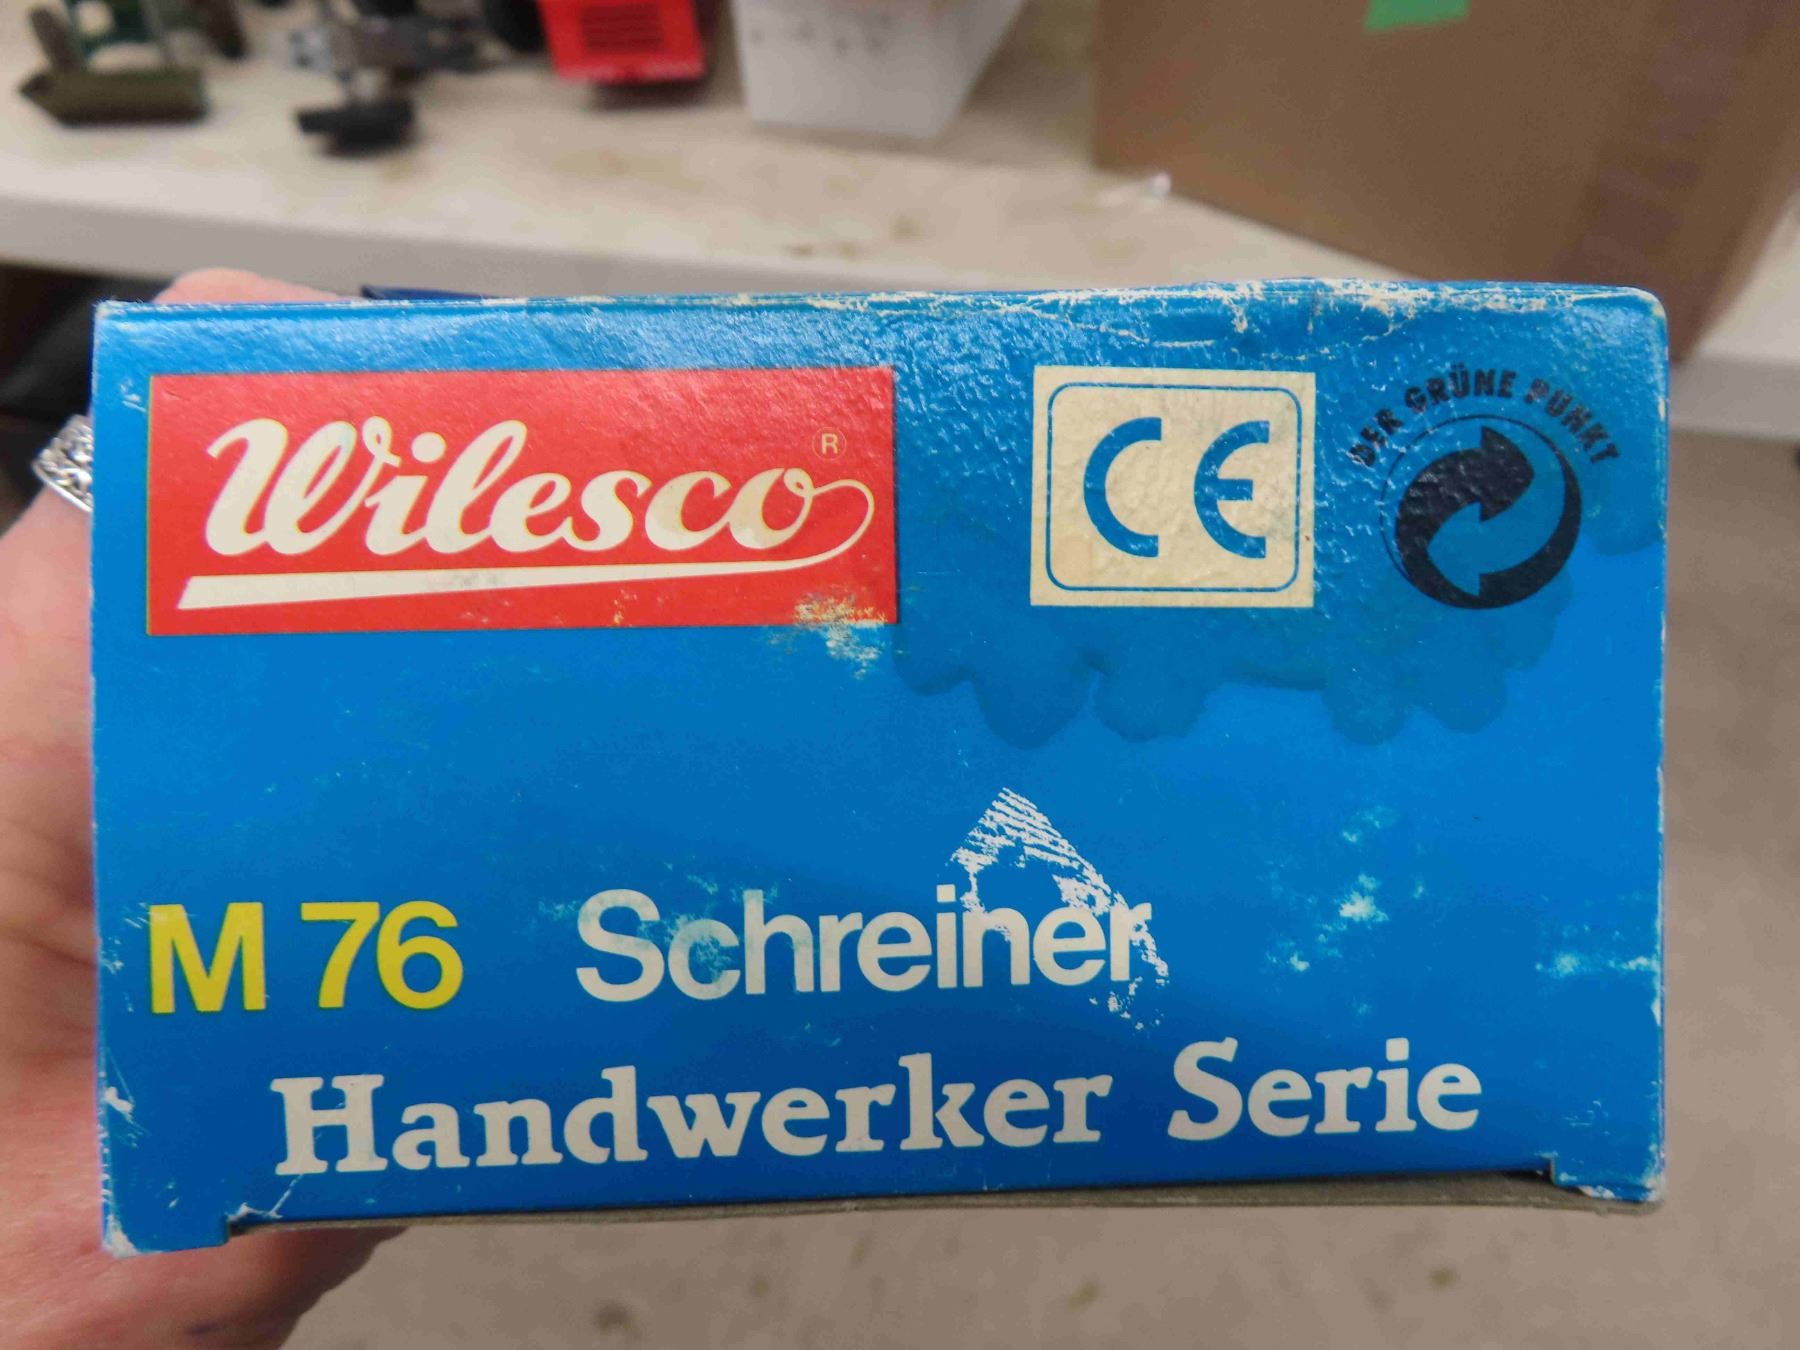 Wilesco ®
CE
DER GRÜNE PUNKT
M 76 Schreiner
Handwerker Serie